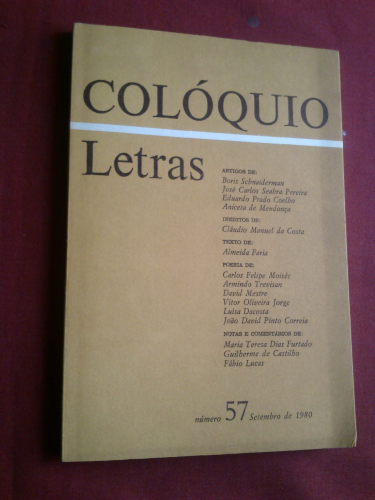 COLÓQUIO
Letras
ARTIGOS DE:
Boris Schneiderman
José Carlos Seabra Pereira
Eduardo Prado Coelho
Aniceta de Mendonça
INÉDITOS DE:
Cláudio Manuel da Costa
TEXTO DE:
Almeida Faria
POESIA DE:
Carlos Felipe Moisés
Armindo Trevisan
David Mestre
Vítor Oliveira Jorge
Luísa Dacosta
João David Pinto Correia
NOTAS E COMENTÁRIOS DE:
Maria Teresa Dias Furtado
Guilherme de Castilho
Fábio Lucas
número 57 Setembro de 1980